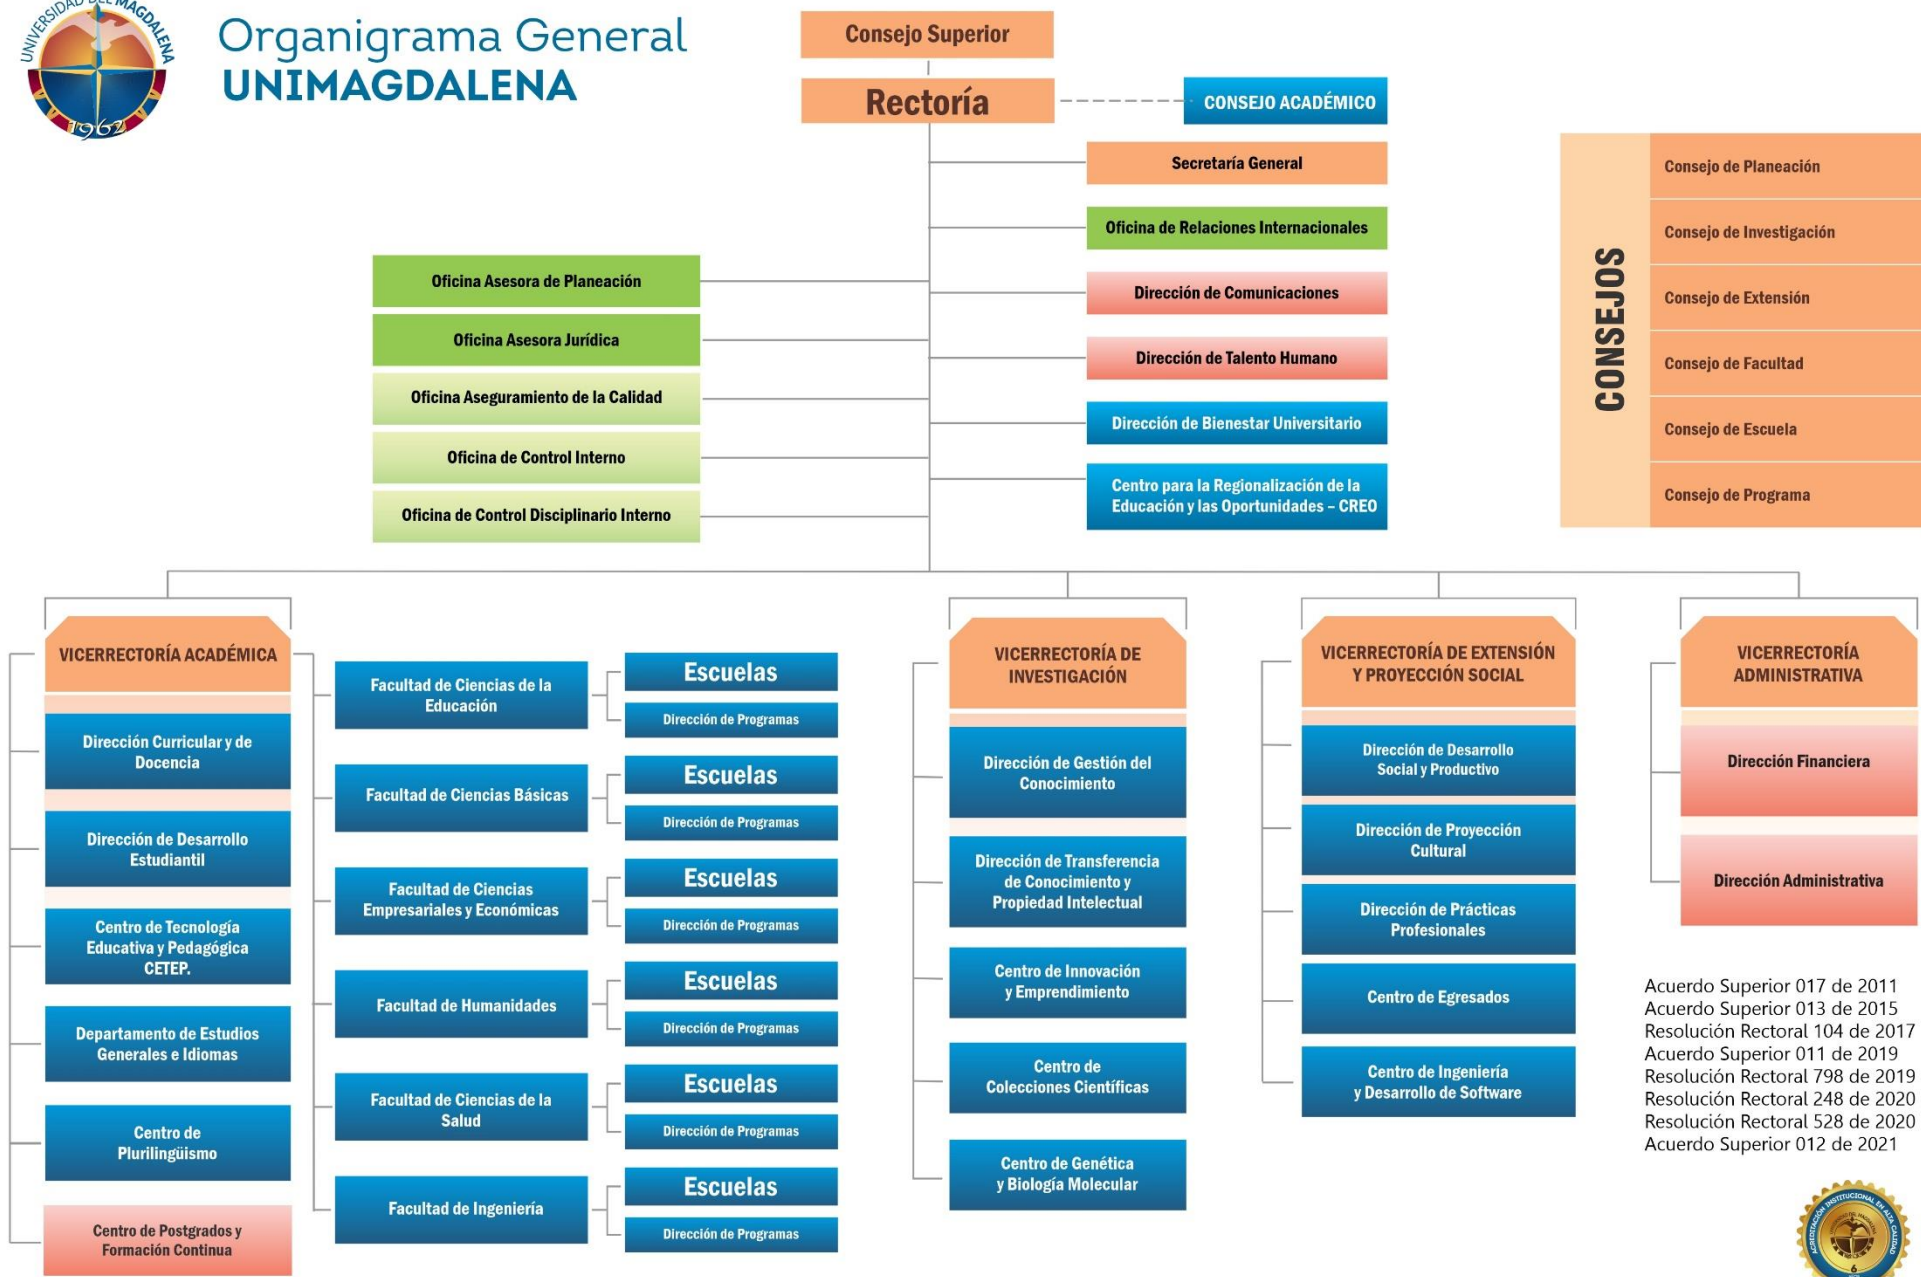 UNIVERSIDAD DEL MAGDALENA
1962
Organigrama General
UNIMAGDALENA
Consejo Superior
Rectoría
CONSEJO ACADÉMICO
Secretaría General
Oficina de Relaciones Internacionales
Dirección de Comunicaciones
Dirección de Talento Humano
Dirección de Bienestar Universitario
Centro para la Regionalización de la
Educación y las Oportunidades – CREO
Oficina Asesora de Planeación
Oficina Asesora Jurídica
Oficina Aseguramiento de la Calidad
Oficina de Control Interno
Oficina de Control Disciplinario Interno
CONSEJOS
Consejo de Planeación
Consejo de Investigación
Consejo de Extensión
Consejo de Facultad
Consejo de Escuela
Consejo de Programa
VICERRECTORÍA ACADÉMICA
Dirección Curricular y de
Docencia
Dirección de Desarrollo
Estudiantil
Centro de Tecnología
Educativa y Pedagógica
CETEP.
Departamento de Estudios
Generales e Idiomas
Centro de
Plurilingüismo
Centro de Postgrados y
Formación Continua
Facultad de Ciencias de la
Educación
Escuelas
Dirección de Programas
Facultad de Ciencias Básicas
Escuelas
Dirección de Programas
Facultad de Ciencias
Empresariales y Económicas
Escuelas
Dirección de Programas
Facultad de Humanidades
Escuelas
Dirección de Programas
Facultad de Ciencias de la
Salud
Escuelas
Dirección de Programas
Facultad de Ingeniería
Escuelas
Dirección de Programas
VICERRECTORÍA DE
INVESTIGACIÓN
Dirección de Gestión del
Conocimiento
Dirección de Transferencia
de Conocimiento y
Propiedad Intelectual
Centro de Innovación
y Emprendimiento
Centro de
Colecciones Científicas
Centro de Genética
y Biología Molecular
VICERRECTORÍA DE EXTENSIÓN
Y PROYECCIÓN SOCIAL
Dirección de Desarrollo
Social y Productivo
Dirección de Proyección
Cultural
Dirección de Prácticas
Profesionales
Centro de Egresados
Centro de Ingeniería
y Desarrollo de Software
VICERRECTORÍA
ADMINISTRATIVA
Dirección Financiera
Dirección Administrativa
Acuerdo Superior 017 de 2011
Acuerdo Superior 013 de 2015
Resolución Rectoral 104 de 2017
Acuerdo Superior 011 de 2019
Resolución Rectoral 798 de 2019
Resolución Rectoral 248 de 2020
Resolución Rectoral 528 de 2020
Acuerdo Superior 012 de 2021
ACREDITACIÓN INSTITUCIONAL EN ALTA CALIDAD
6